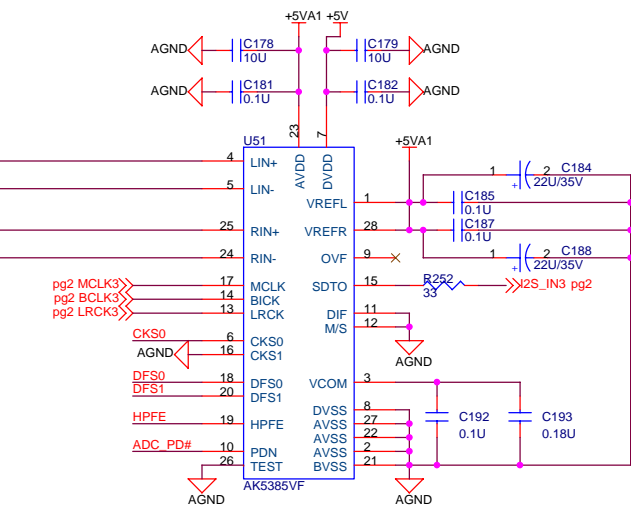 +5VA1 +5V
AGND C178 10U C179 10U AGND
AGND C181 0.1U C182 0.1U AGND
23 7
U51 +5VA1
AVDD DVDD
4 LIN+
5 LIN-
VREFL 1
1 2 C184 22U/35V
C185 0.1U
25 RIN+
VREFR 28
C187 0.1U
24 RIN-
OVF 9
1 2 C188 22U/35V
pg2 MCLK3 17 MCLK
SDTO 15 R252 33 I2S_IN3 pg2
pg2 BCLK3 14 BICK
pg2 LRCK3 13 LRCK
DIF 11
M/S 12
CKS0 6 CKS0
AGND 16 CKS1
AGND
DFS0 18 DFS0
DFS1 20 DFS1
VCOM 3
HPFE 19 HPFE
DVSS 8
AVSS 27
AVSS 22
AVSS 2
BVSS 21
C192 0.1U
C193 0.18U
ADC_PD# 10 PDN
26 TEST
AK5385VF
AGND AGND